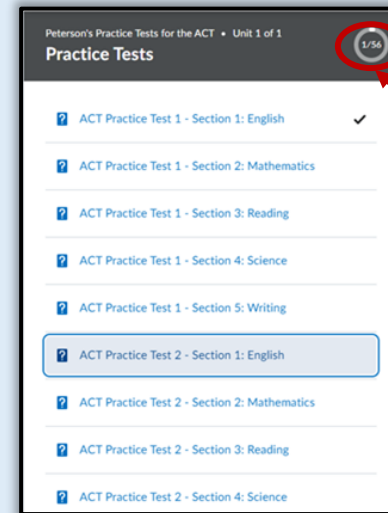 Peterson's Practice Tests for the ACT • Unit 1 of 1
Practice Tests
1/56
ACT Practice Test 1 - Section 1: English
ACT Practice Test 1 - Section 2: Mathematics
ACT Practice Test 1 - Section 3: Reading
ACT Practice Test 1 - Section 4: Science
ACT Practice Test 1 - Section 5: Writing
ACT Practice Test 2 - Section 1: English
ACT Practice Test 2 - Section 2: Mathematics
ACT Practice Test 2 - Section 3: Reading
ACT Practice Test 2 - Section 4: Science